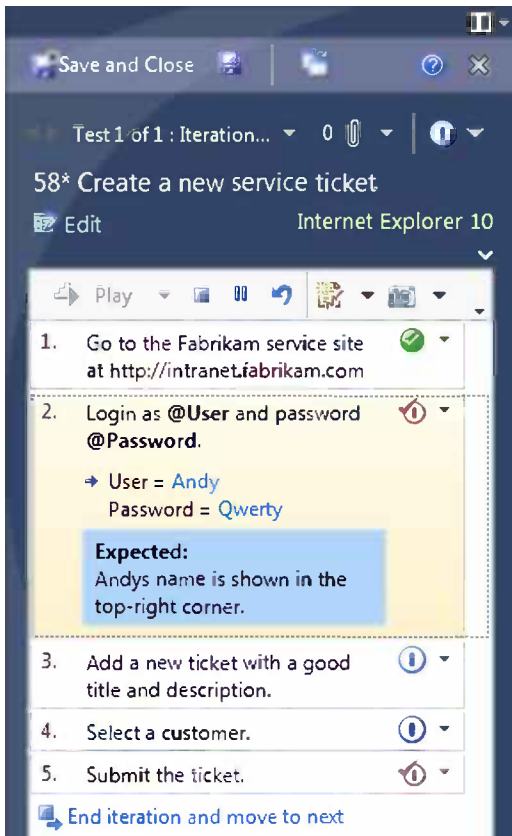 Save and Close
Test 1 of 1 : Iteration... 0
58* Create a new service ticket
Edit Internet Explorer 10
Play
1. Go to the Fabrikam service site
at http://intranet.fabrikam.com
2. Login as @User and password
@Password.
User = Andy
Password = Qwerty
Expected:
Andys name is shown in the
top-right corner.
3. Add a new ticket with a good
title and description.
4. Select a customer.
5. Submit the ticket.
End iteration and move to next